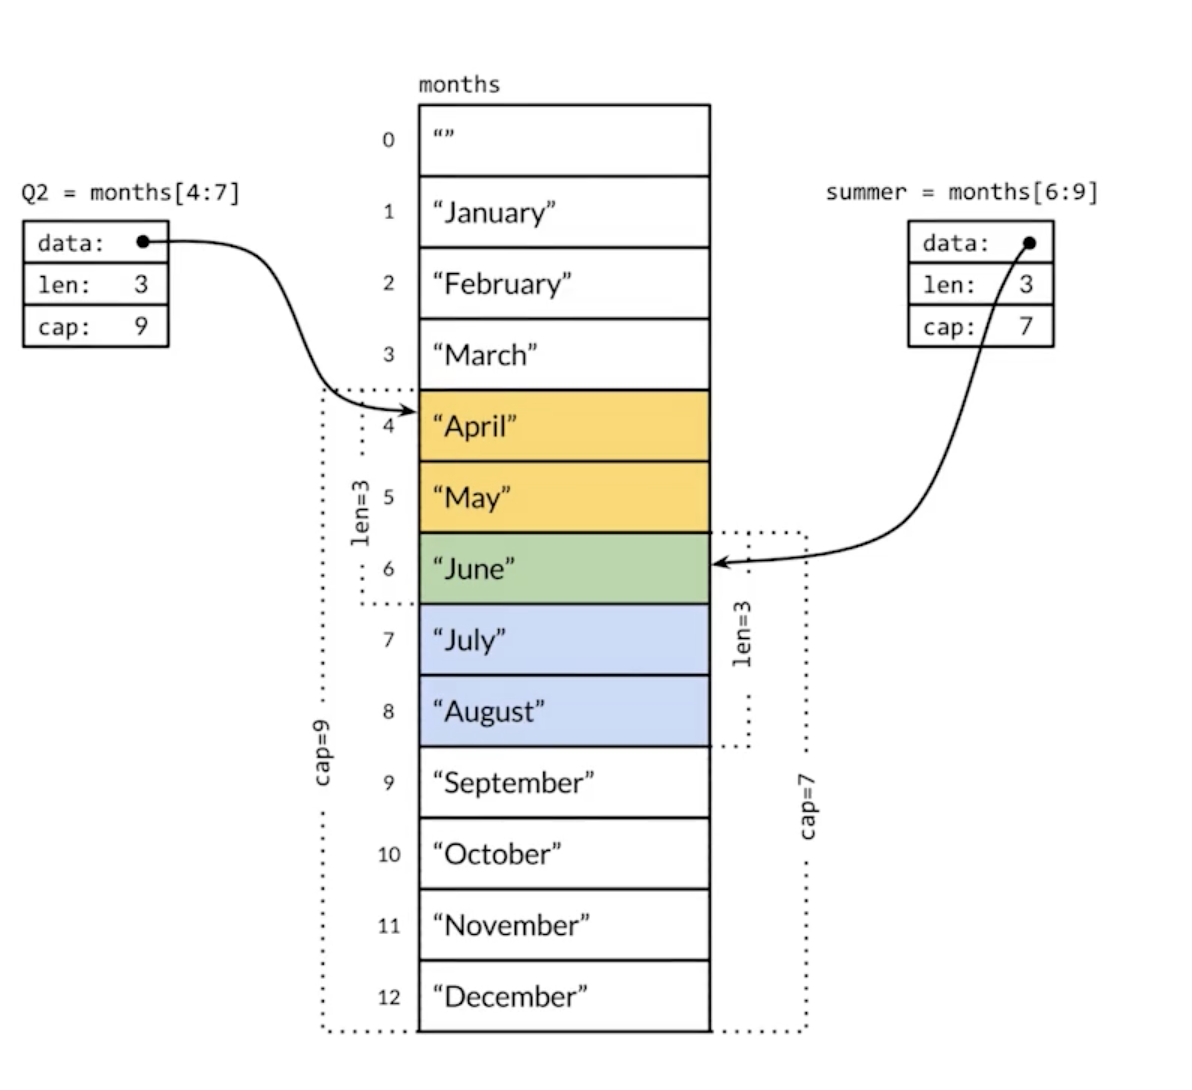 months
Q2 = months[4:7]
data:
len: 3
cap: 9
summer = months[6:9]
data:
len: 3
cap: 7
0 “”
1 “January”
2 “February”
3 “March”
4 “April”
5 “May”
6 “June”
7 “July”
8 “August”
9 “September”
10 “October”
11 “November”
12 “December”
len=3
cap=9
len=3
cap=7